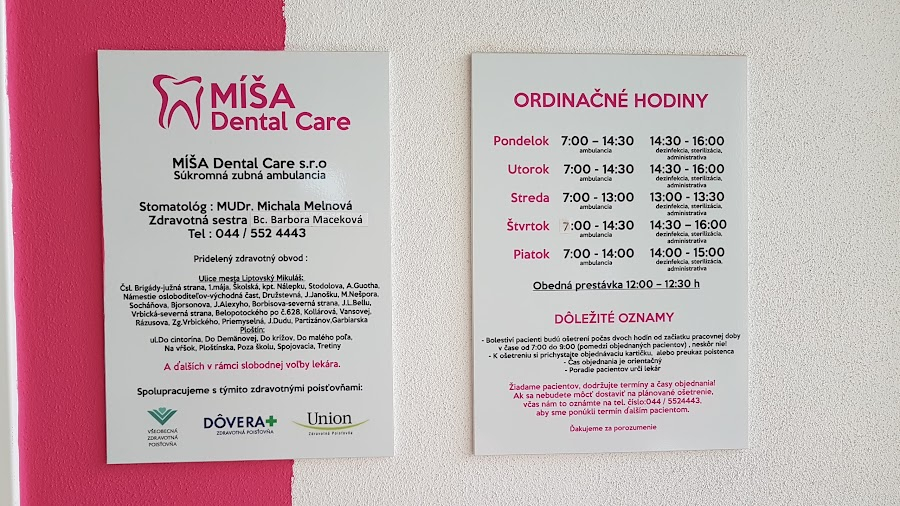 MÍŠA
Dental Care
MÍŠA Dental Care s.r.o
Súkromná zubná ambulancia
Stomatológ : MUDr. Michala Melnová
Zdravotná sestra Bc. Barbora Maceková
Tel : 044 / 552 4443
Pridelený zdravotný obvod :
Ulice mesta Liptovský Mikuláš:
Čsl. Brigády-južná strana, 1.mája, Školská, kpt. Nálepku, Stodolova, A.Guotha,
Námestie osloboditeľov-východná časť, Družstevná, J.Janošku, M.Nešpora.
Socháňova, Bjorsonova, J.Alexyho, Borbisova-severná strana, J.L.Bellu,
Vrbická-severná strana, Belopotockého po č.628, Kollárová, Vansovej,
Rázusova, Zg.Vrbického, Priemyselná, J.Dudu, Partizánov,Garbiarska
Ploštín:
ul.Do cintorína, Do Demänovej, Do krížov, Do malého poľa,
Na vŕšok, Ploštínska, Poza školu, Spojovacia, Tretiny
A ďalších v rámci slobodnej voľby lekára.
Spolupracujeme s týmito zdravotnými poisťovňami:
VŠEOBECNÁ
ZDRAVOTNÁ
POISŤOVŇA
DÔVERA
ZDRAVOTNÁ POISŤOVŇA
Union
Zdravotná Poisťovňa
ORDINAČNÉ HODINY
Pondelok 7:00 – 14:30 14:30 - 16:00
ambulancia dezinfekcia, sterilizácia,
administratíva
Utorok 7:00 - 14:30 14:30 - 16:00
ambulancia dezinfekcia, sterilizácia,
administratíva
Streda 7:00 - 13:00 13:00 - 13:30
ambulancia dezinfekcia, sterilizácia,
administratíva
Štvrtok 7:00 - 14:30 14:30 – 16:00
ambulancia dezinfekcia, sterilizácia,
administratíva
Piatok 7:00 - 14:00 14:00 - 15:00
ambulancia dezinfekcia, sterilizácia,
administratíva
Obedná prestávka 12:00 – 12:30 h
DÔLEŽITÉ OZNAMY
- Bolestiví pacienti budú ošetrení počas dvoch hodín od začiatku pracovnej doby
v čase od 7:00 do 9:00 (pomedzi objednaných pacientov) , neskôr nie!
- K ošetreniu si prichystajte objednávaciu kartičku, alebo preukaz poistenca
- Čas objednania je orientačný
- Poradie pacientov určí lekár
Žiadame pacientov, dodržujte termíny a času objednania!
Ak sa nebudete môcť dostaviť na plánované ošetrenie,
včas nám to oznámte na tel. číslo:044 / 5524443,
aby sme ponúkli termín ďalším pacientom.
Ďakujeme za porozumenie